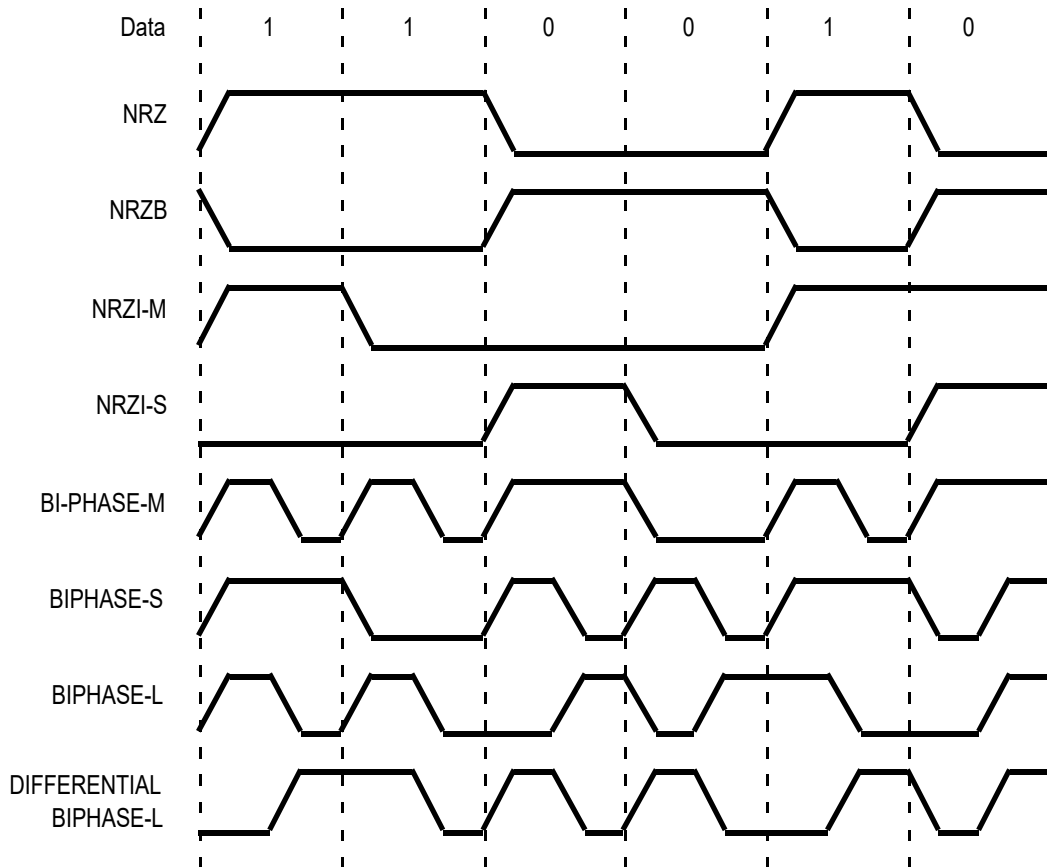 Data 1 1 0 0 1 0
NRZ
NRZB
NRZI-M
NRZI-S
BI-PHASE-M
BIPHASE-S
BIPHASE-L
DIFFERENTIAL
BIPHASE-L